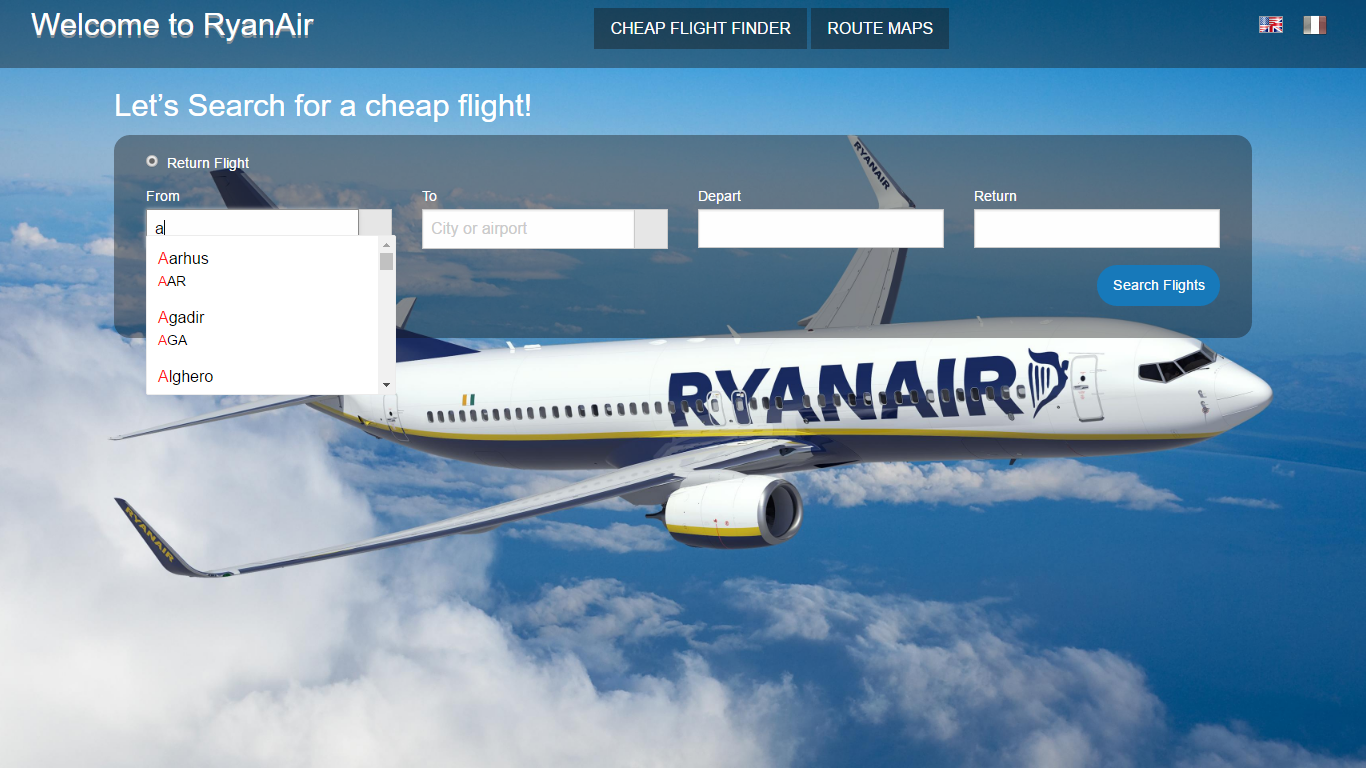 Welcome to RyanAir
CHEAP FLIGHT FINDER
ROUTE MAPS
Let’s Search for a cheap flight!
Return Flight
From
To
Depart
Return
a
City or airport
Aarhus
AAR
Agadir
AGA
Alghero
Search Flights
RYANAIR
RYANAIR
RYANAIR